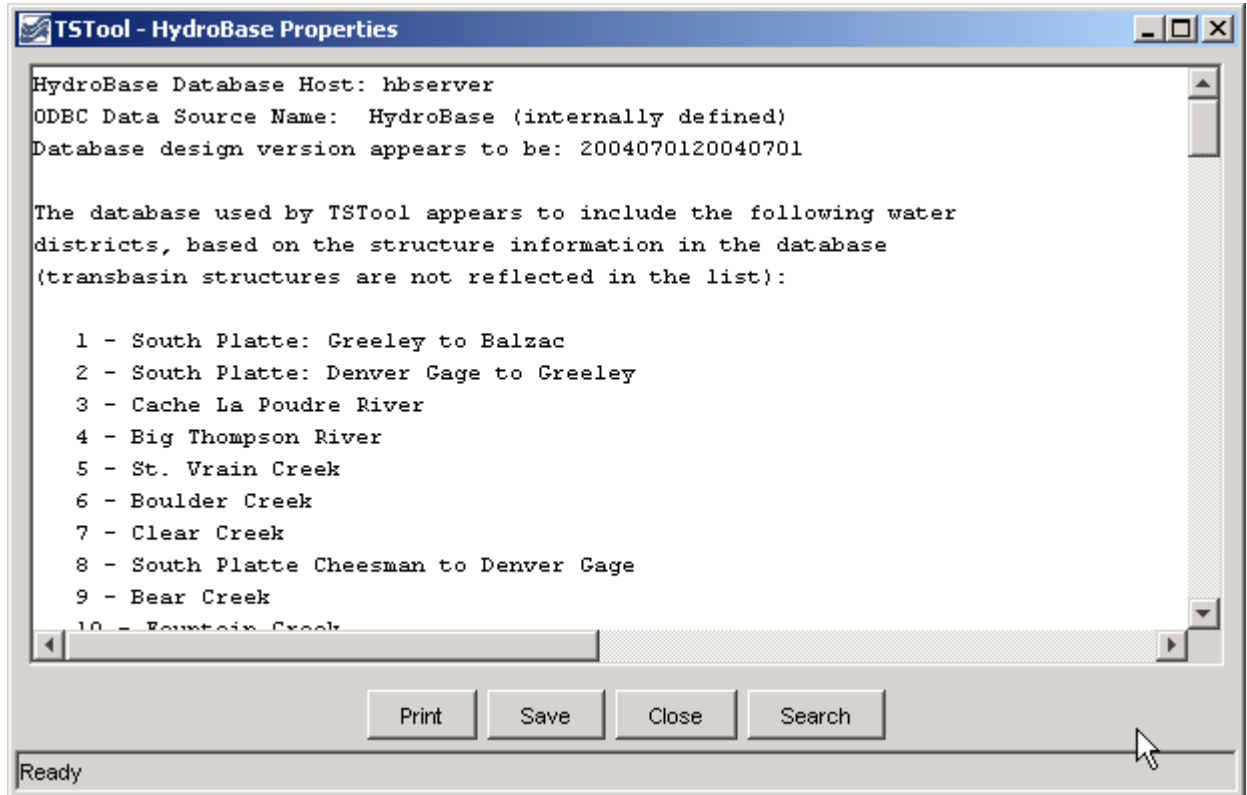 TSTool - HydroBase Properties
HydroBase Database Host: hbserver
ODBC Data Source Name:  HydroBase (internally defined)
Database design version appears to be: 2004070120040701
The database used by TSTool appears to include the following water
districts, based on the structure information in the database
(transbasin structures are not reflected in the list):
1 - South Platte: Greeley to Balzac
2 - South Platte: Denver Gage to Greeley
3 - Cache La Poudre River
4 - Big Thompson River
5 - St. Vrain Creek
6 - Boulder Creek
7 - Clear Creek
8 - South Platte Cheesman to Denver Gage
9 - Bear Creek
10 - Fountain Creek
Print Save Close Search
Ready